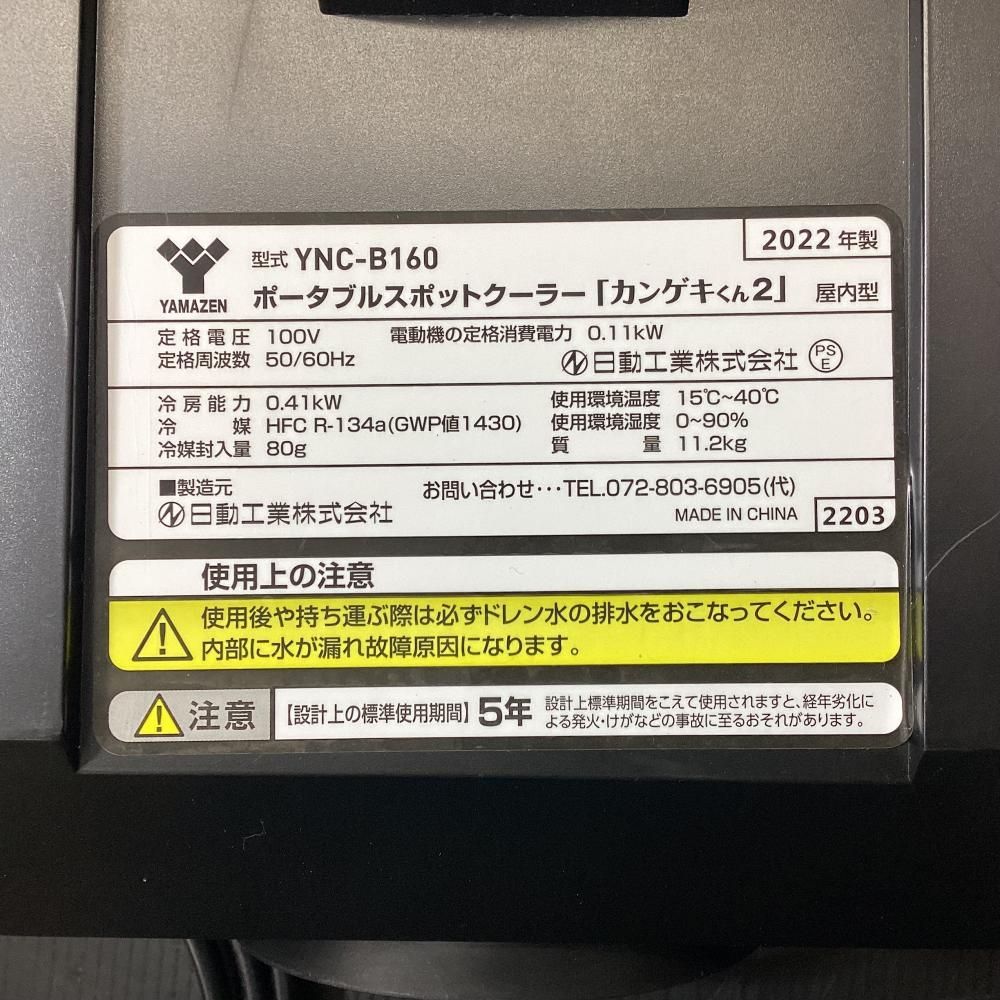 YAMAZEN
型式 YNC-B160
2022年製
ポータブルスポットクーラー「カンゲキくん2」 屋内型
定格電圧 100V 電動機の定格消費電力 0.11kW
定格周波数 50/60Hz 日動工業株式会社 PSE
冷房能力 0.41kW 使用環境温度 15℃~40℃
冷媒 HFC R-134a(GWP値1430) 使用環境湿度 0~90%
冷媒封入量 80g 質量 11.2kg
■製造元 お問い合わせ･･･TEL.072-803-6905(代)
日動工業株式会社 MADE IN CHINA 2203
使用上の注意
使用後や持ち運ぶ際は必ずドレン水の排水をおこなってください。
内部に水が漏れ故障原因になります。
注意 【設計上の標準使用期間】 5年
設計上標準期間をこえて使用されますと、経年劣化に
よる発火・けがなどの事故に至るおそれがあります。